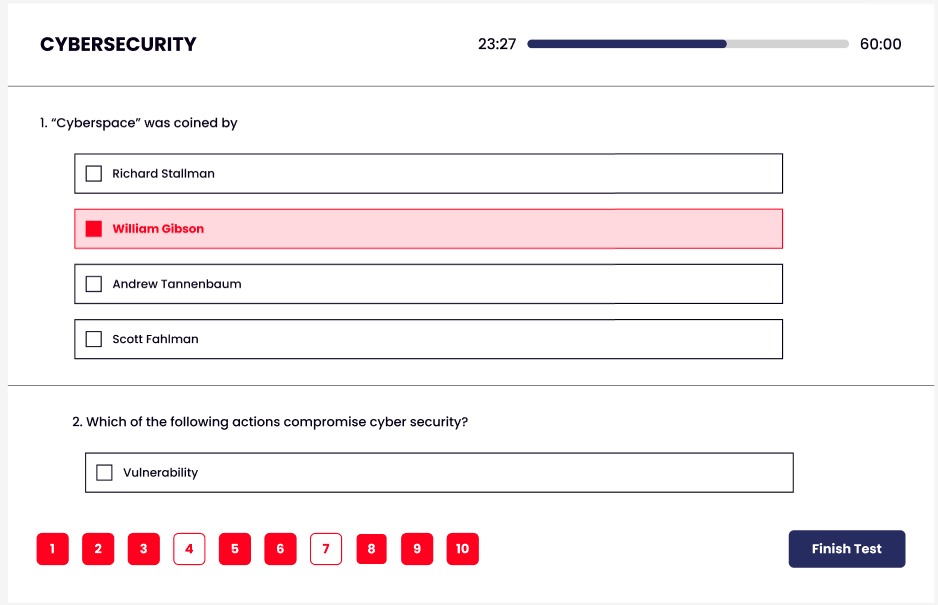 CYBERSECURITY 23:27 60:00
1. “Cyberspace” was coined by
Richard Stallman
William Gibson
Andrew Tannenbaum
Scott Fahlman
2. Which of the following actions compromise cyber security?
Vulnerability
1 2 3 4 5 6 7 8 9 10 Finish Test